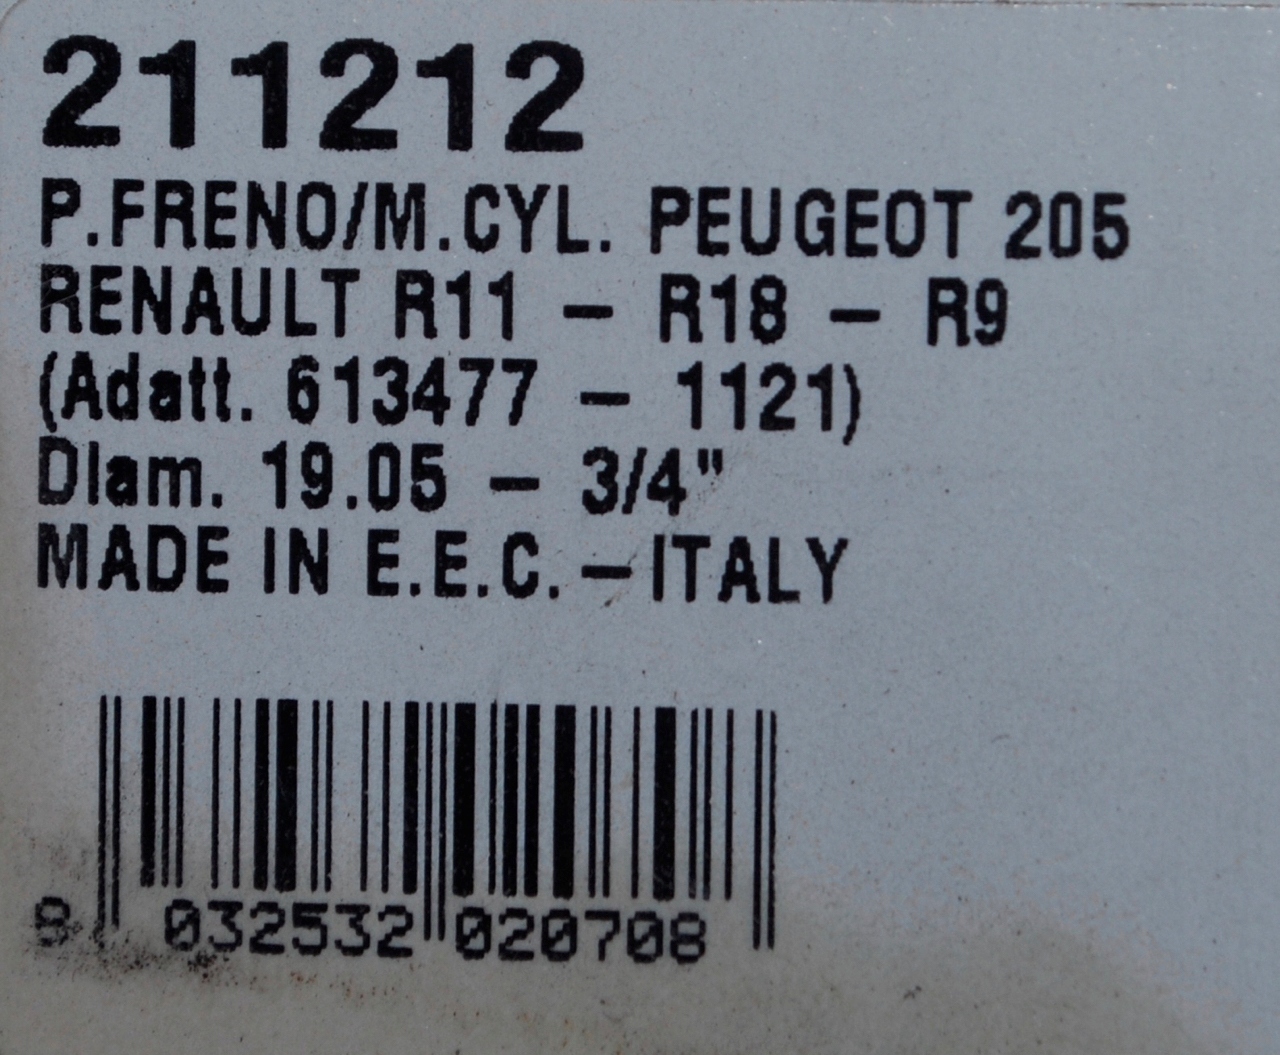 211212
P.FRENO/M.CYL. PEUGEOT 205
RENAULT R11 – R18 – R9
(Adatt. 613477 – 1121)
Diam. 19.05 – 3/4"
MADE IN E.E.C. – ITALY
8 032532 020708